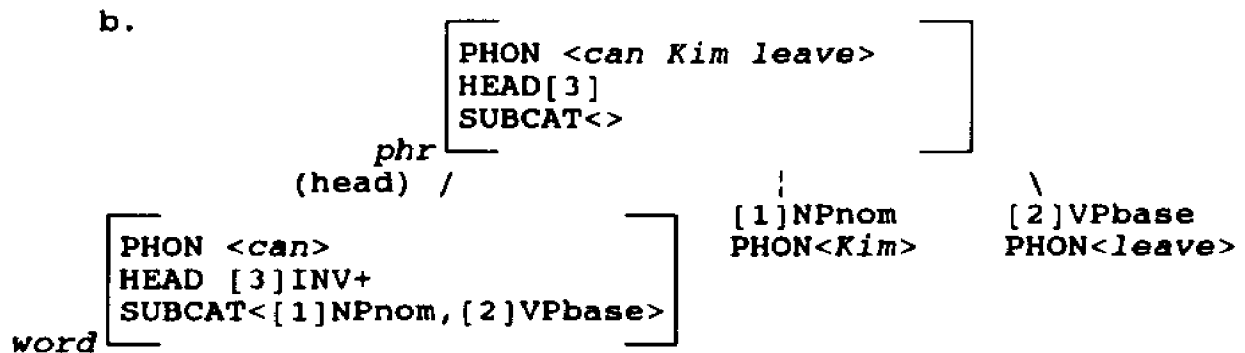 b.
PHON <can Kim leave>
HEAD[3]
SUBCAT<>
phr
(head) / ¦ \
[1]NPnom [2]VPbase
PHON <can> PHON<Kim> PHON<leave>
HEAD [3]INV+
SUBCAT<[1]NPnom,[2]VPbase>
word